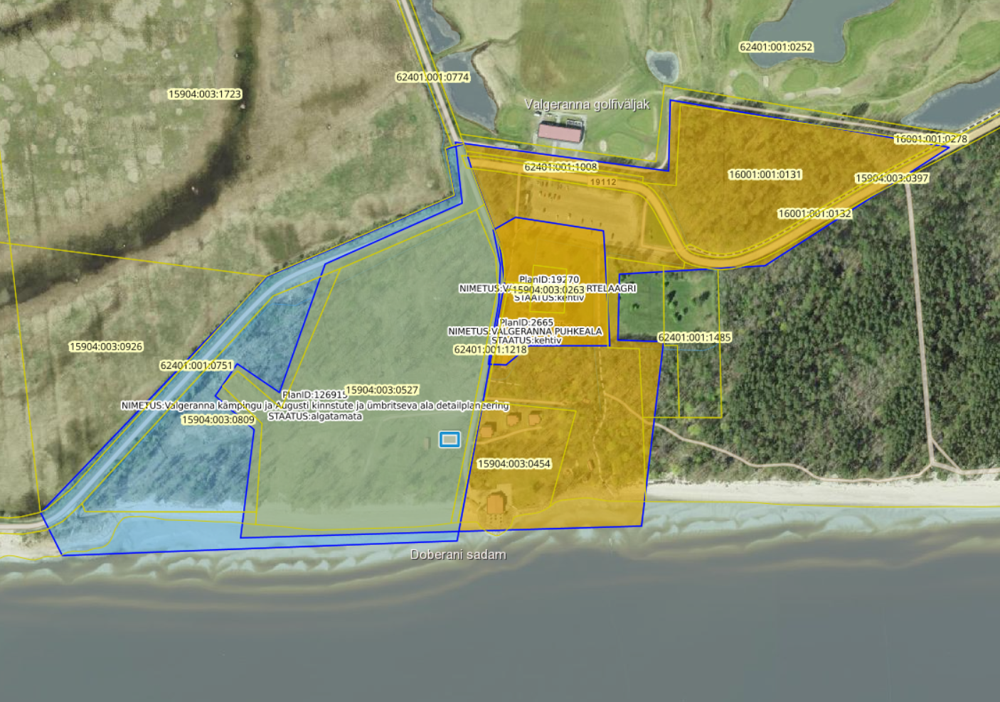 62401:001:0252
62401:001:0774
15904:003:1723
Valgeranna golfiväljak
16001:001:0278
62401:001:1008
16001:001:0131
15904:003:0397
19112
16001:001:0132
PlanID:19270
15904:003:0263
RTELAAGRI
STAATUS:kehtiv
PlanID:2665
NIMETUS:VALGERANNA PUHKEALA
STAATUS:kehtiv
62401:001:1485
15904:003:0926
62401:001:1218
62401:001:0751
PlanID:126915
15904:003:0527
NIMETUS:Valgeranna kämpingu ja Augusti kinnstute ja ümbritseva ala detailplaneering
STAATUS:algatamata
15904:003:0809
15904:003:0454
Doberani sadam